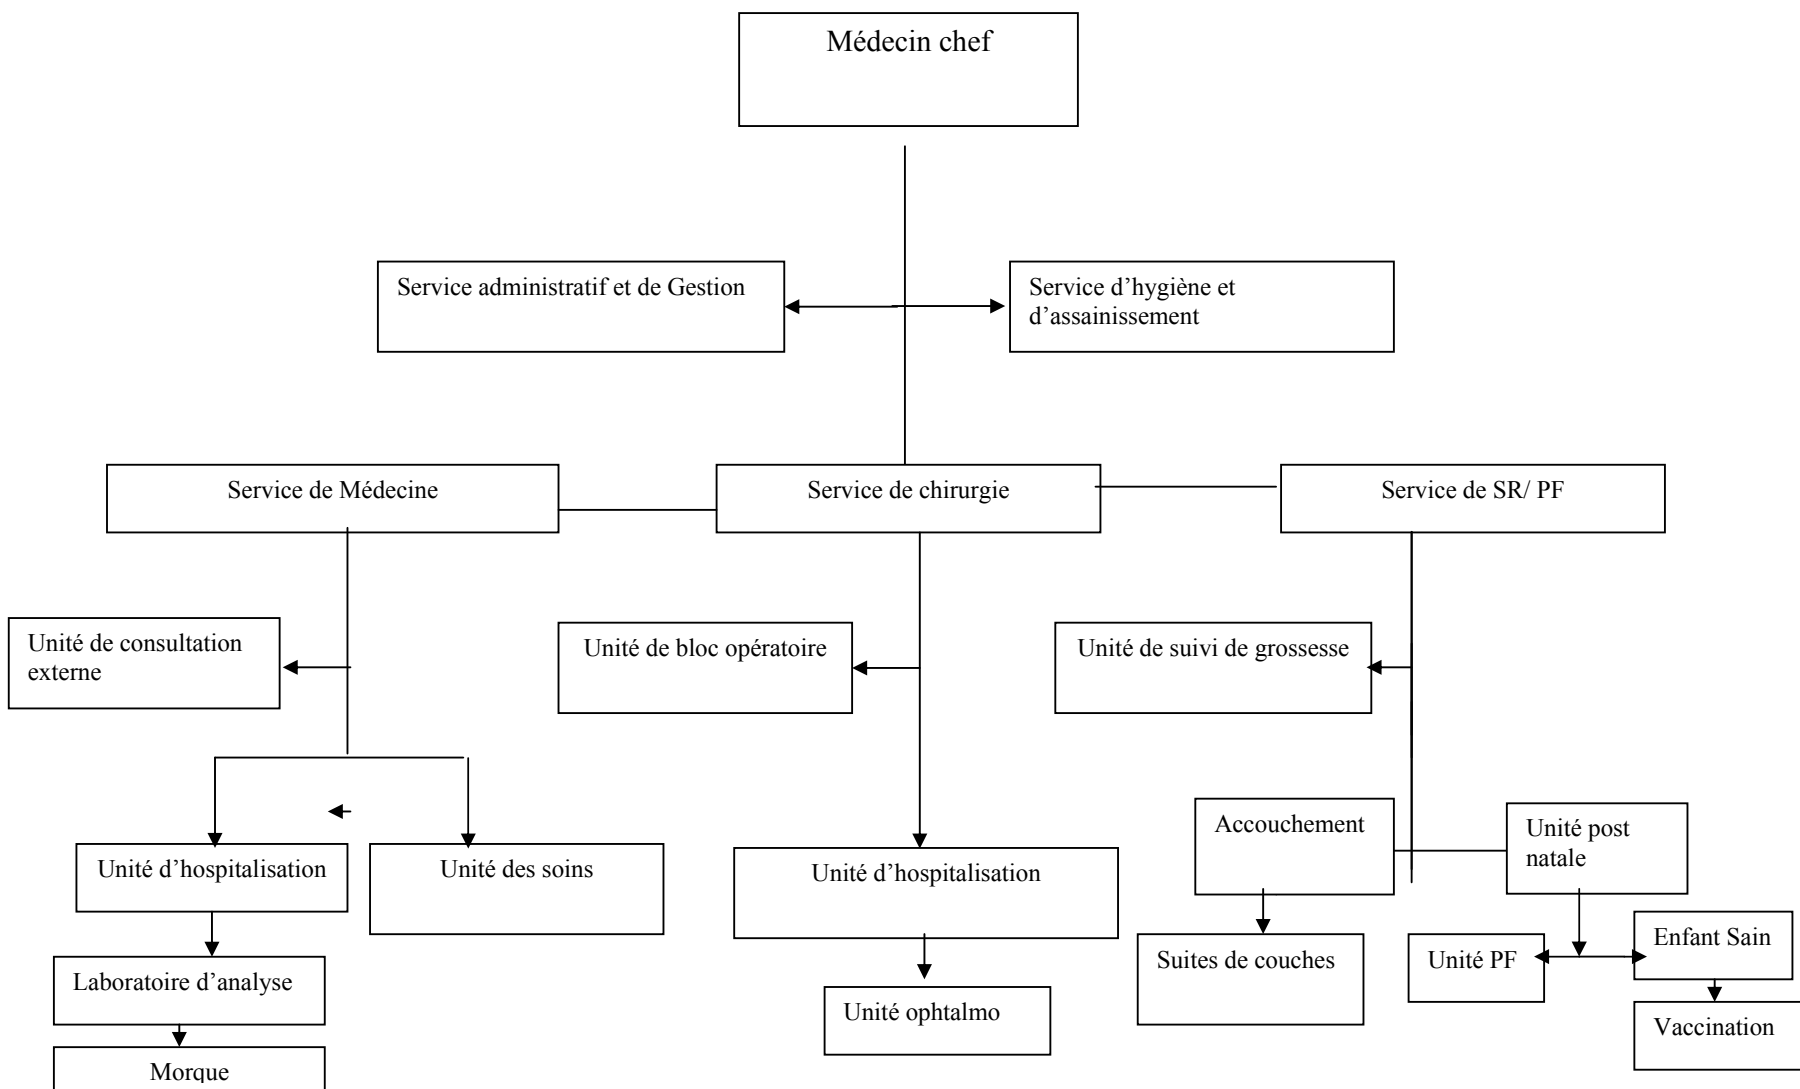 Médecin chef
Service administratif et de Gestion
Service d’hygiène et
d’assainissement
Service de Médecine
Service de chirurgie
Service de SR/ PF
Unité de consultation
externe
Unité de bloc opératoire
Unité de suivi de grossesse
Accouchement
Unité post
natale
Unité d’hospitalisation
Unité des soins
Unité d’hospitalisation
Suites de couches
Unité PF
Enfant Sain
Laboratoire d’analyse
Unité ophtalmo
Vaccination
Morque